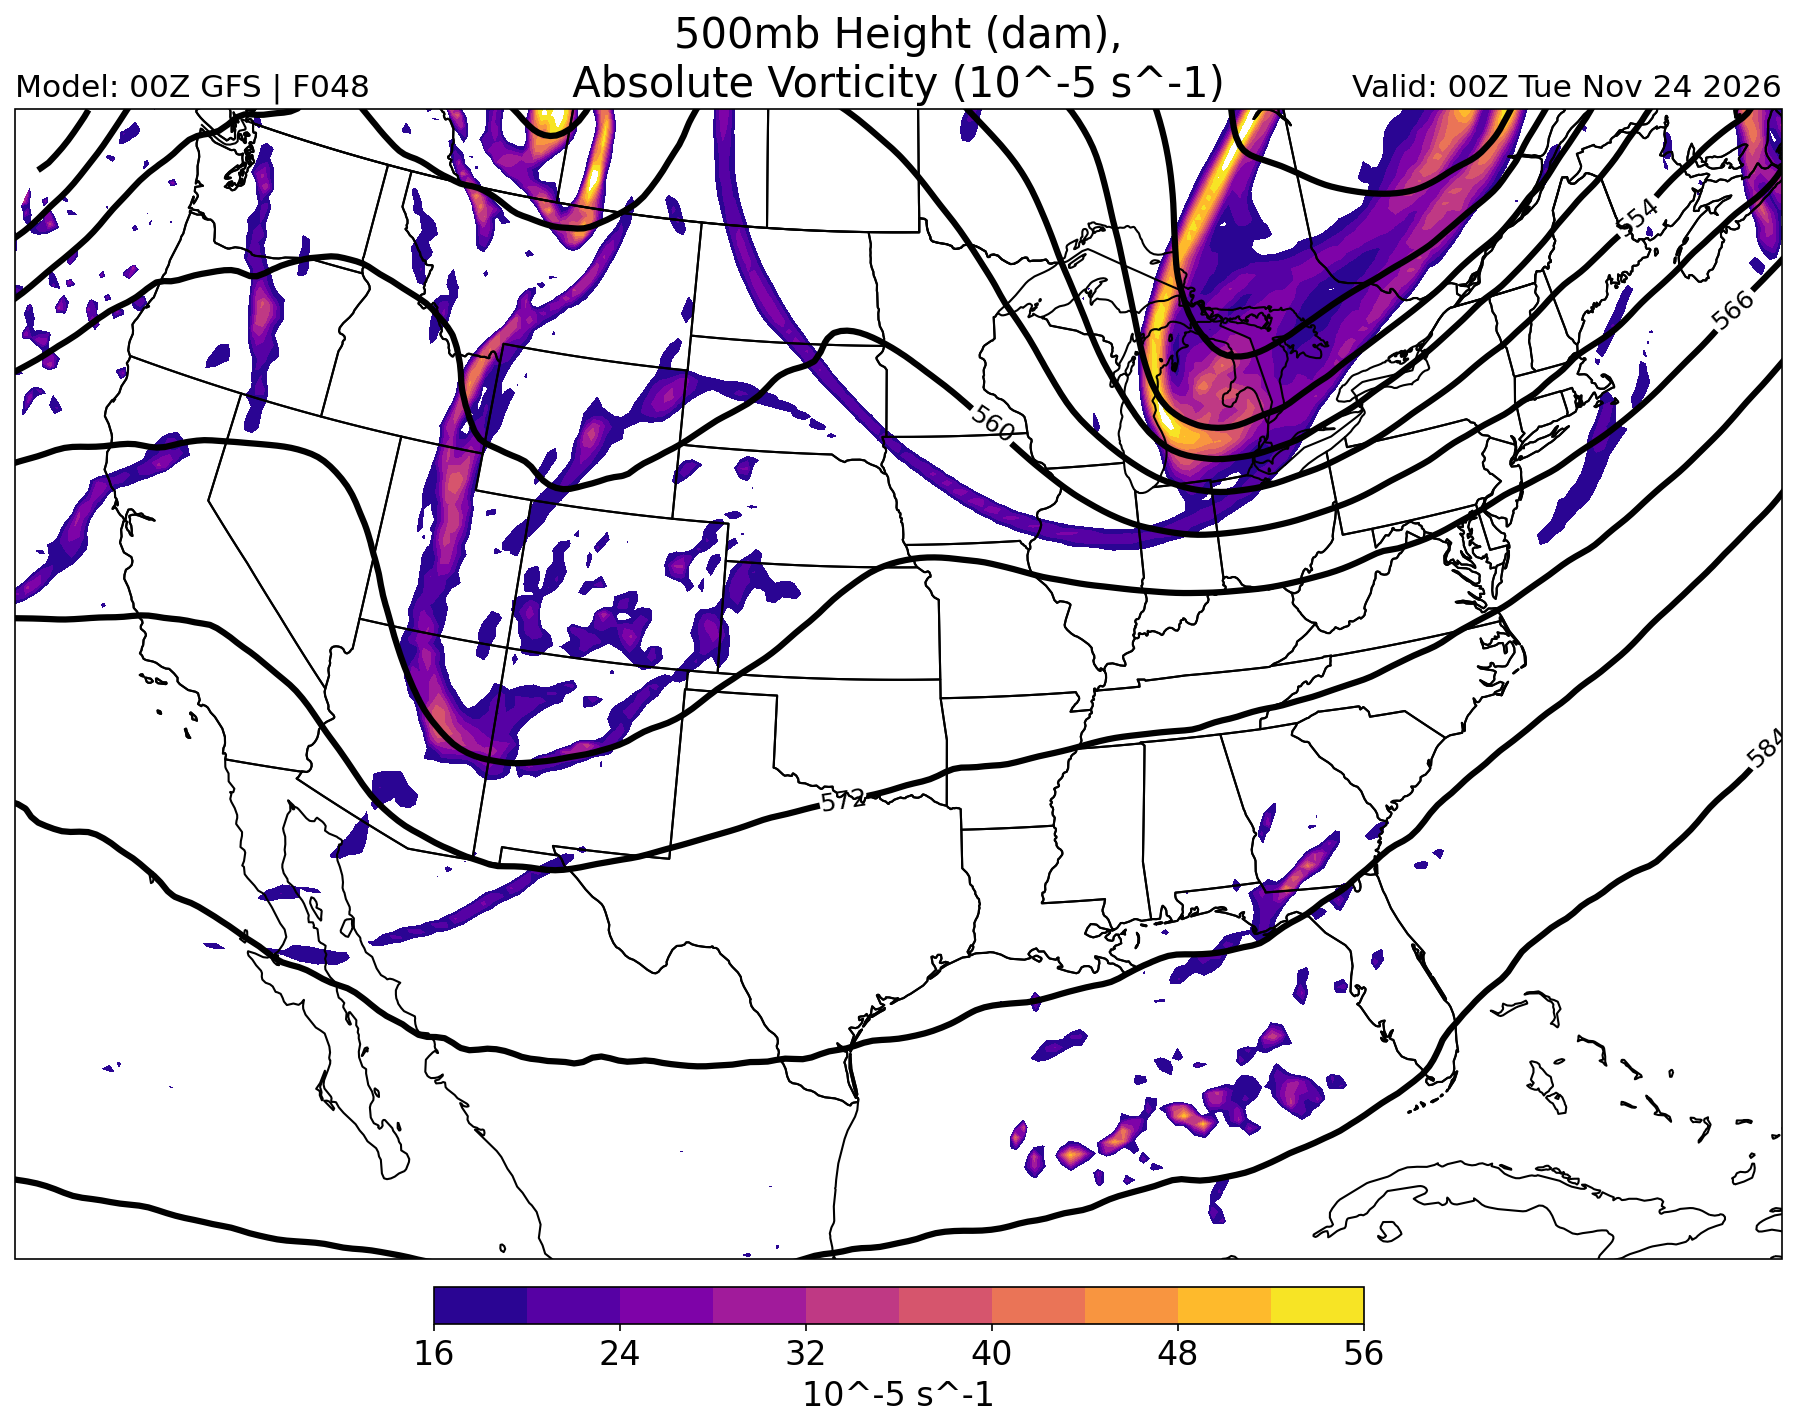 500mb Height (dam),
Absolute Vorticity (10^-5 s^-1)
Model: 00Z GFS | F048
Valid: 00Z Tue Nov 24 2026
554
566
560
584
572
16 24 32 40 48 56
10^-5 s^-1